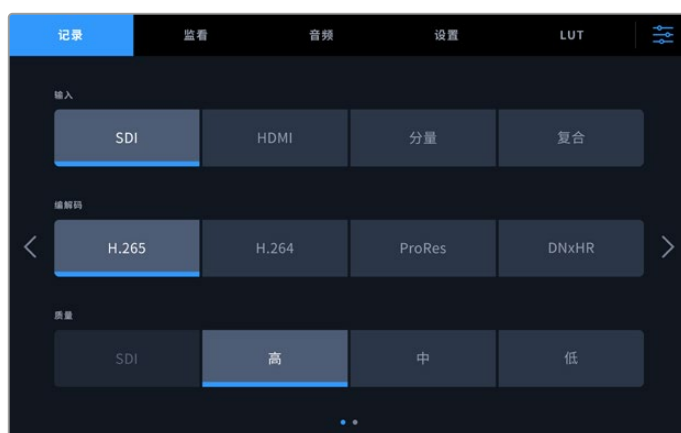 记录 监看 音频 设置 LUT
输入
SDI HDMI 分量 复合
编解码
H.265 H.264 ProRes DNxHR
质量
SDI 高 中 低